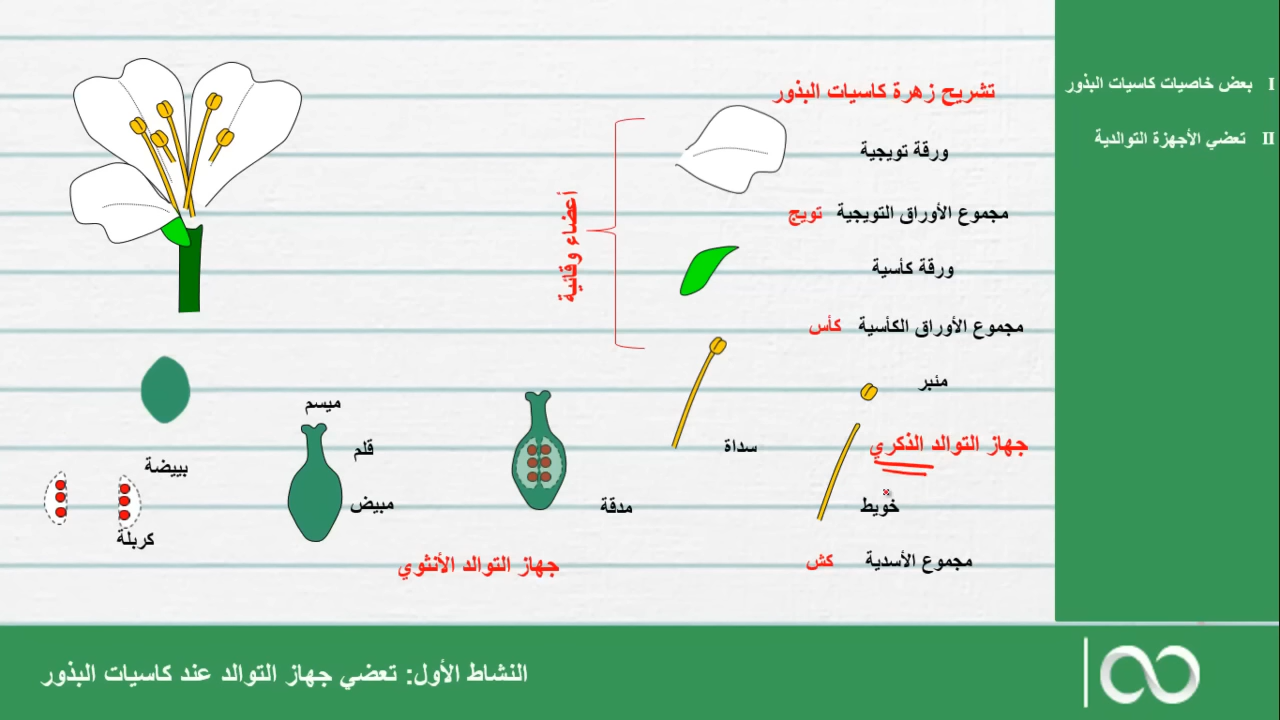 I بعض خاصيات كاسيات البذور
II تعضي الأجهزة التوالدية
تشريح زهرة كاسيات البذور
ورقة تويجية
مجموع الأوراق التويجية تويج
ورقة كأسية
مجموع الأوراق الكأسية كأس
أعضاء وقائية
مئبر
جهاز التوالد الذكري
سداة
خويط
مجموع الأسدية كش
مدقة
ميسم
قلم
مبيض
جهاز التوالد الأنثوي
بييضة
كربلة
النشاط الأول: تعضي جهاز التوالد عند كاسيات البذور